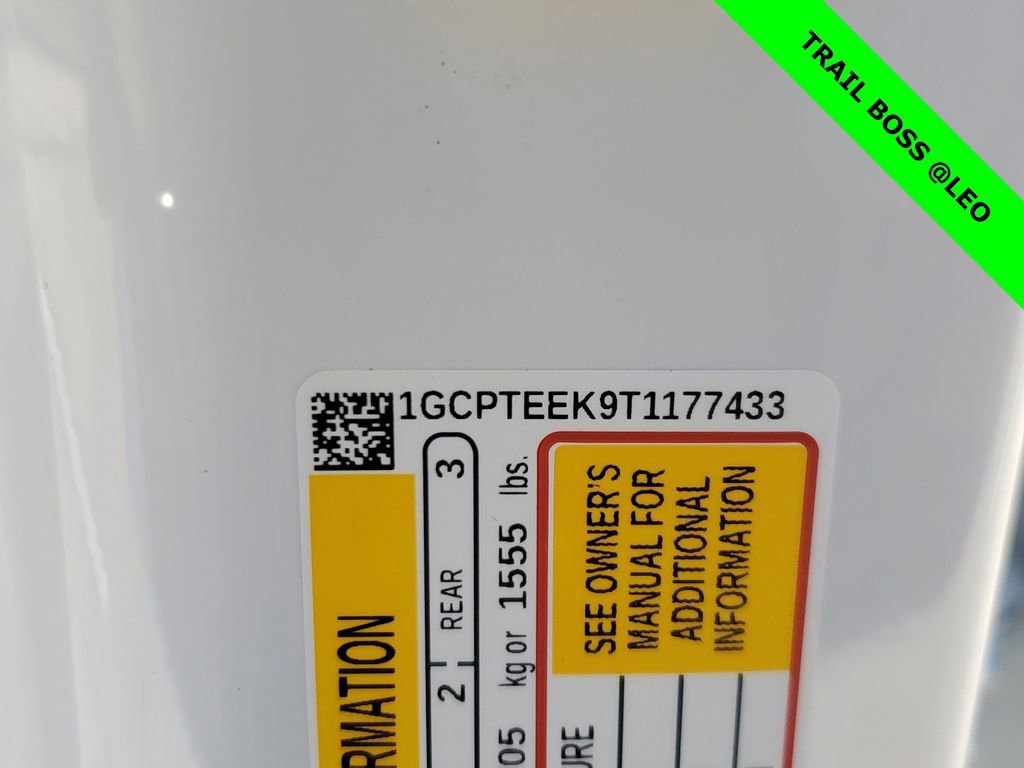 TRAIL BOSS @LEO
1GCPTEEK9T1177433
RMATION
2 REAR 3
05 kg or 1555 lbs.
SEE OWNER'S
MANUAL FOR
ADDITIONAL
INFORMATION
URE